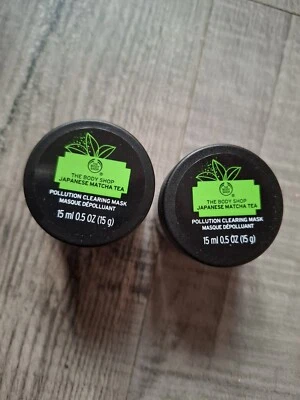 THE BODY SHOP
JAPANESE MATCHA TEA
POLLUTION CLEARING MASK
MASQUE DÉPOLLUANT
15 ml 0.5 OZ (15 g)
THE BODY SHOP
JAPANESE MATCHA TEA
POLLUTION CLEARING MASK
MASQUE DÉPOLLUANT
15 ml 0.5 OZ (15 g)